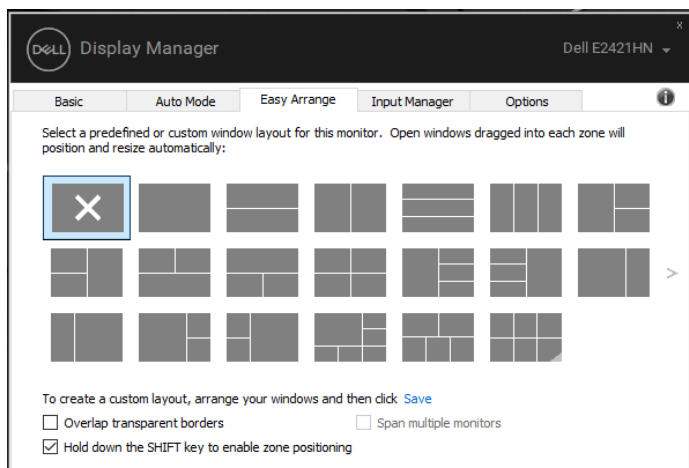 DELL Display Manager
Dell E2421HN
x
Basic Auto Mode Easy Arrange Input Manager Options
Select a predefined or custom window layout for this monitor. Open windows dragged into each zone will
position and resize automatically:
To create a custom layout, arrange your windows and then click Save
Overlap transparent borders Span multiple monitors
Hold down the SHIFT key to enable zone positioning